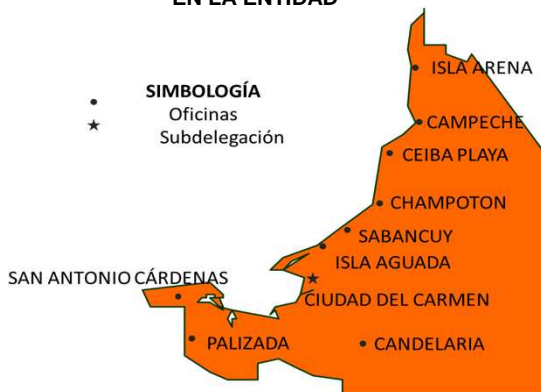 EN LA ENTIDAD
ISLA ARENA
SIMBOLOGÍA
Oficinas
Subdelegación
CAMPECHE
CEIBA PLAYA
CHAMPOTON
SABANCUY
ISLA AGUADA
SAN ANTONIO CÁRDENAS
CIUDAD DEL CARMEN
PALIZADA
CANDELARIA